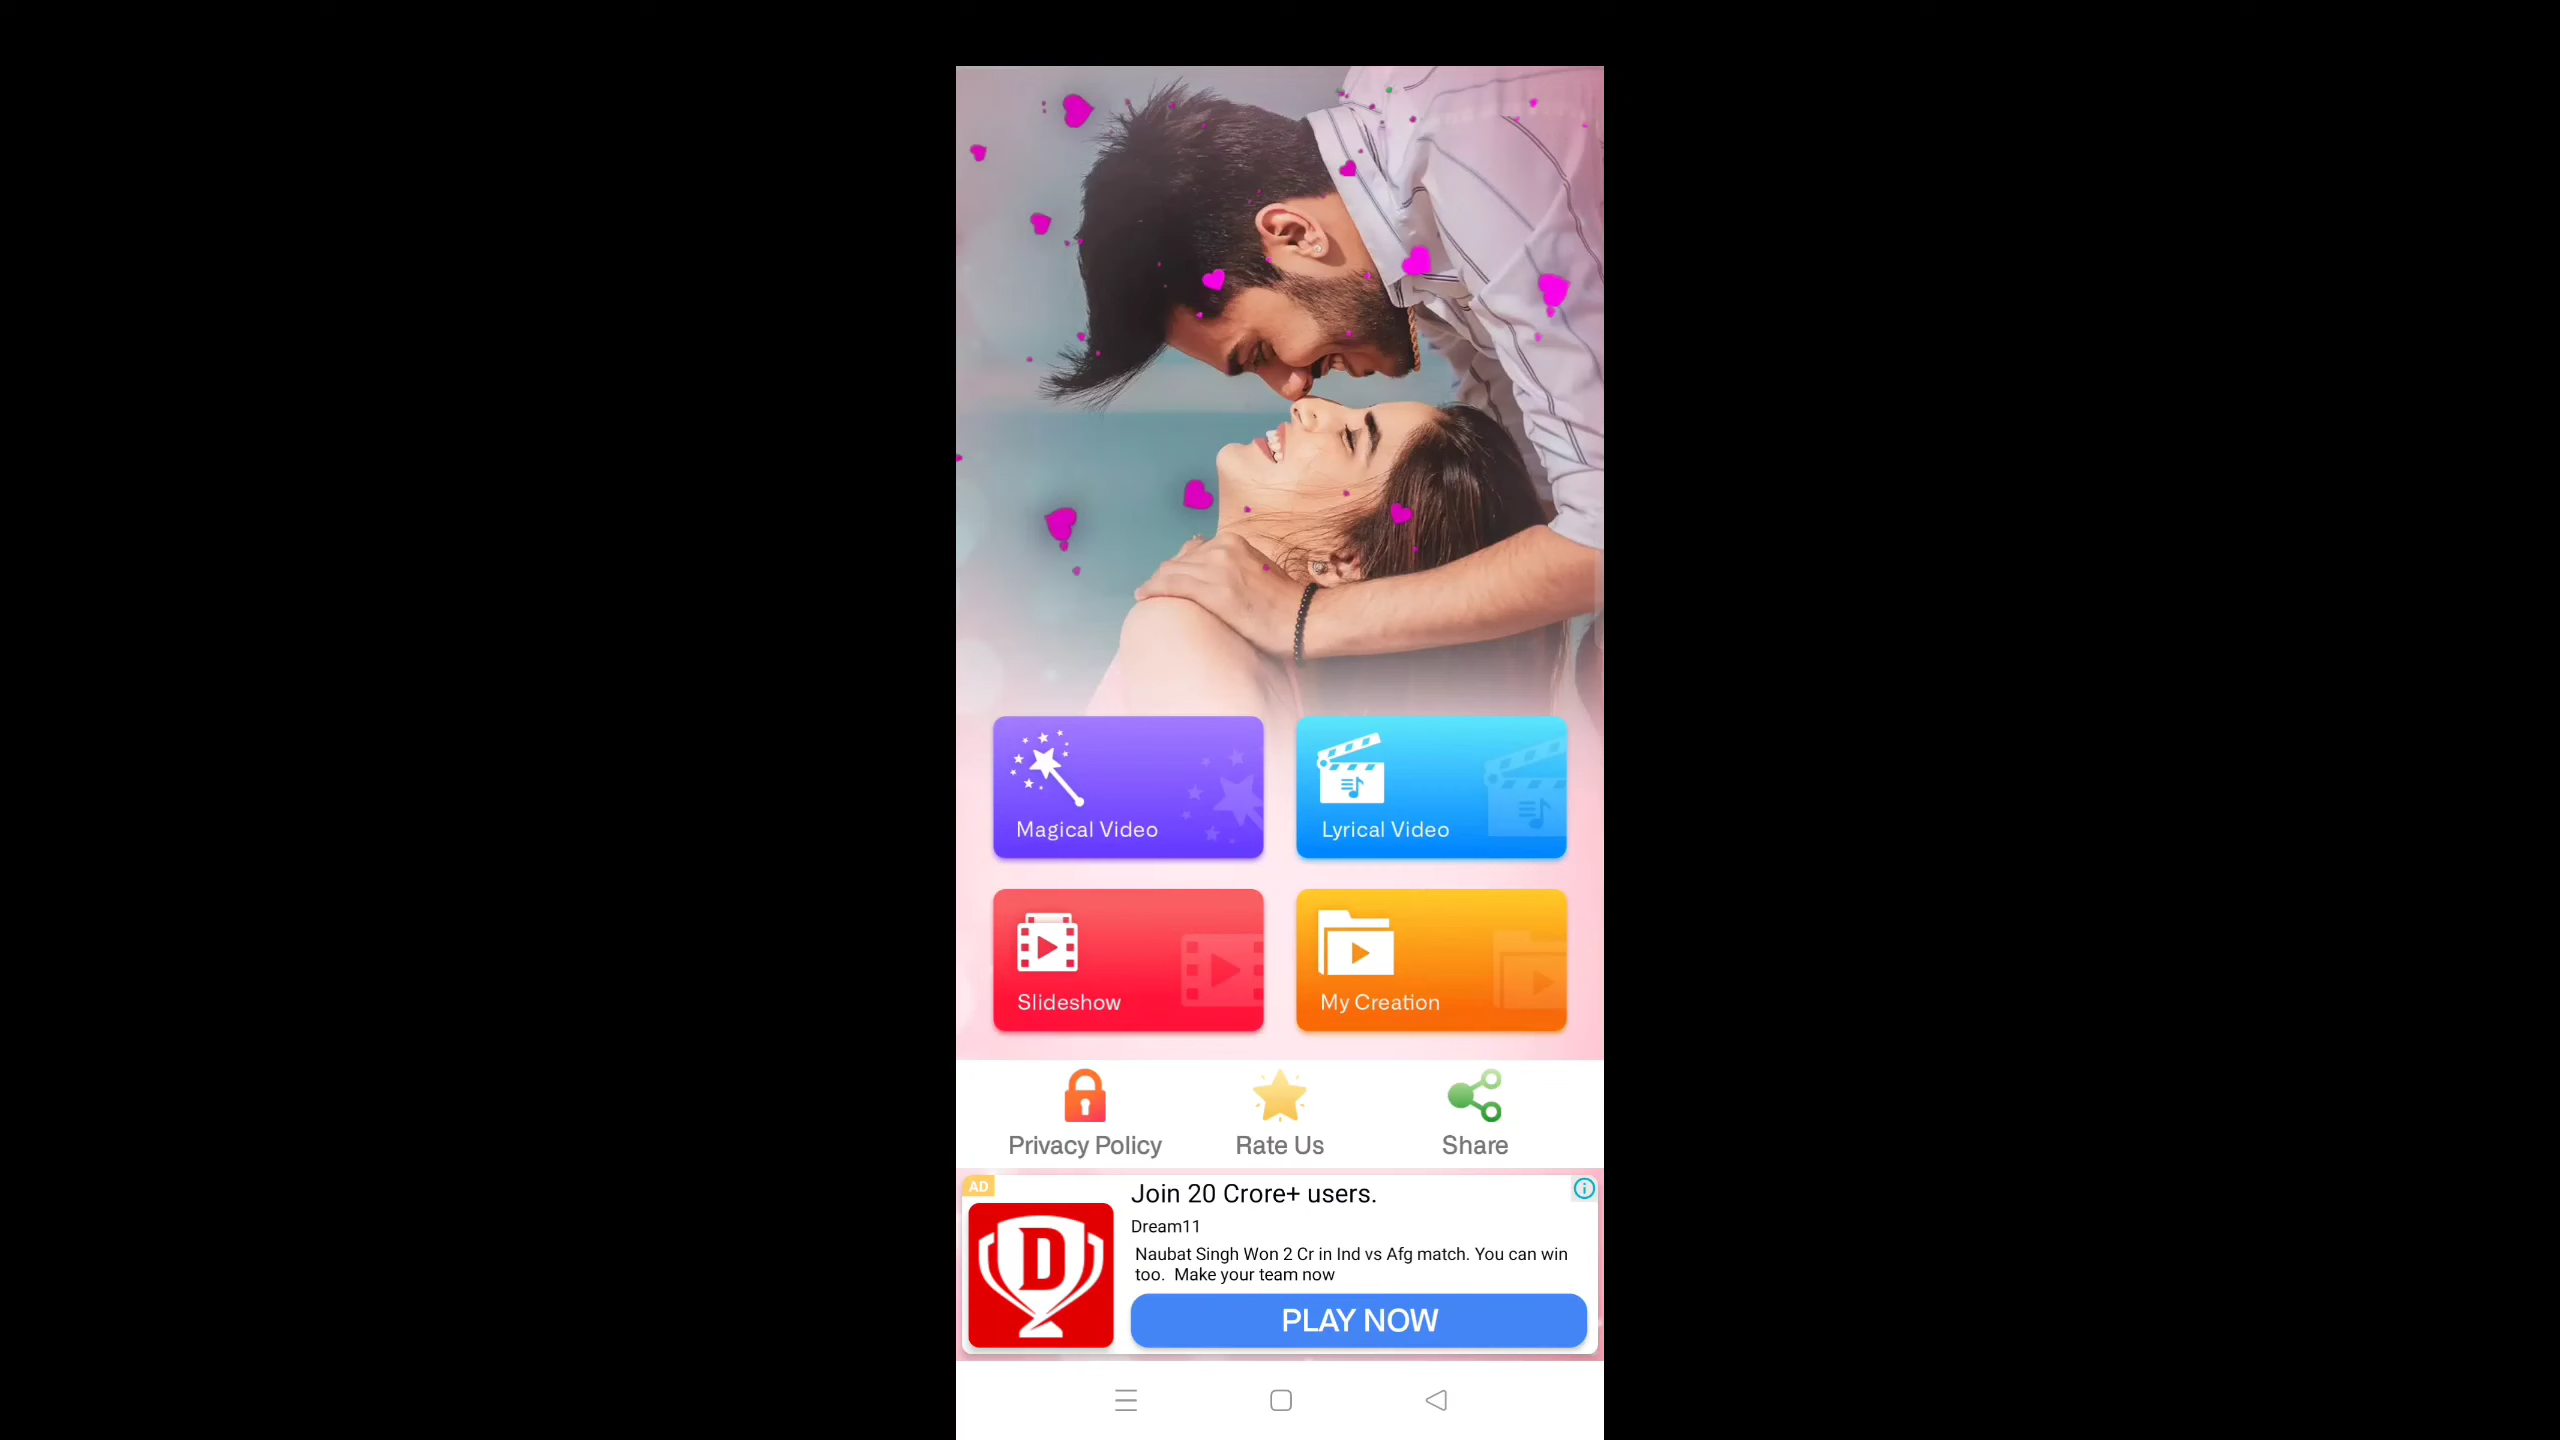 Magical Video
Lyrical Video
Slideshow
My Creation
Privacy Policy
Rate Us
Share
AD
Join 20 Crore+ users.
Dream11
D
Naubat Singh Won 2 Cr in Ind vs Afg match. You can win
too.  Make your team now
PLAY NOW